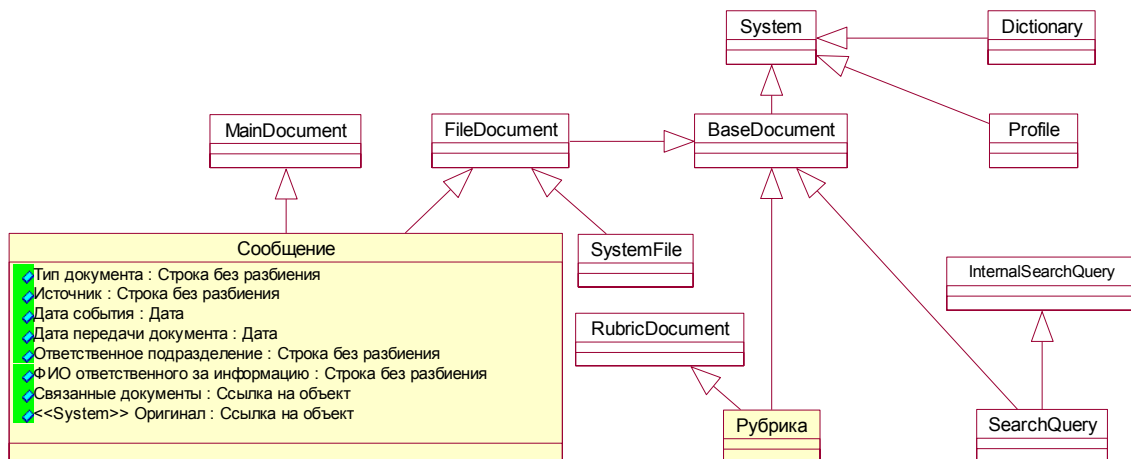 System
Dictionary
MainDocument
FileDocument
BaseDocument
Profile
Сообщение
Тип документа : Строка без разбиения
Источник : Строка без разбиения
Дата события : Дата
Дата передачи документа : Дата
Ответственное подразделение : Строка без разбиения
ФИО ответственного за информацию : Строка без разбиения
Связанные документы : Ссылка на объект
<<System>> Оригинал : Ссылка на объект
SystemFile
InternalSearchQuery
RubricDocument
Рубрика
SearchQuery